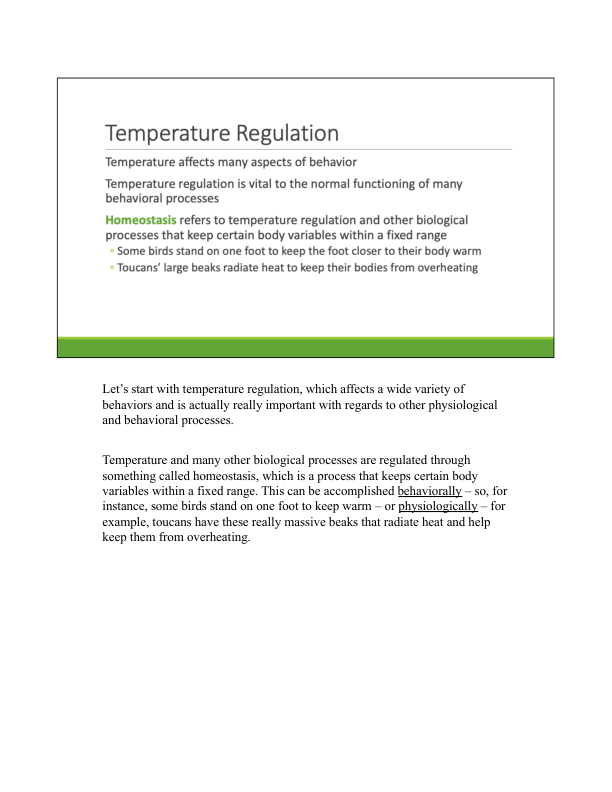 Temperature Regulation
Temperature affects many aspects of behavior
Temperature regulation is vital to the normal functioning of many
behavioral processes
Homeostasis refers to temperature regulation and other biological
processes that keep certain body variables within a fixed range
◦ Some birds stand on one foot to keep the foot closer to their body warm
◦ Toucans’ large beaks radiate heat to keep their bodies from overheating
Let’s start with temperature regulation, which affects a wide variety of
behaviors and is actually really important with regards to other physiological
and behavioral processes.
Temperature and many other biological processes are regulated through
something called homeostasis, which is a process that keeps certain body
variables within a fixed range. This can be accomplished behaviorally – so, for
instance, some birds stand on one foot to keep warm – or physiologically – for
example, toucans have these really massive beaks that radiate heat and help
keep them from overheating.